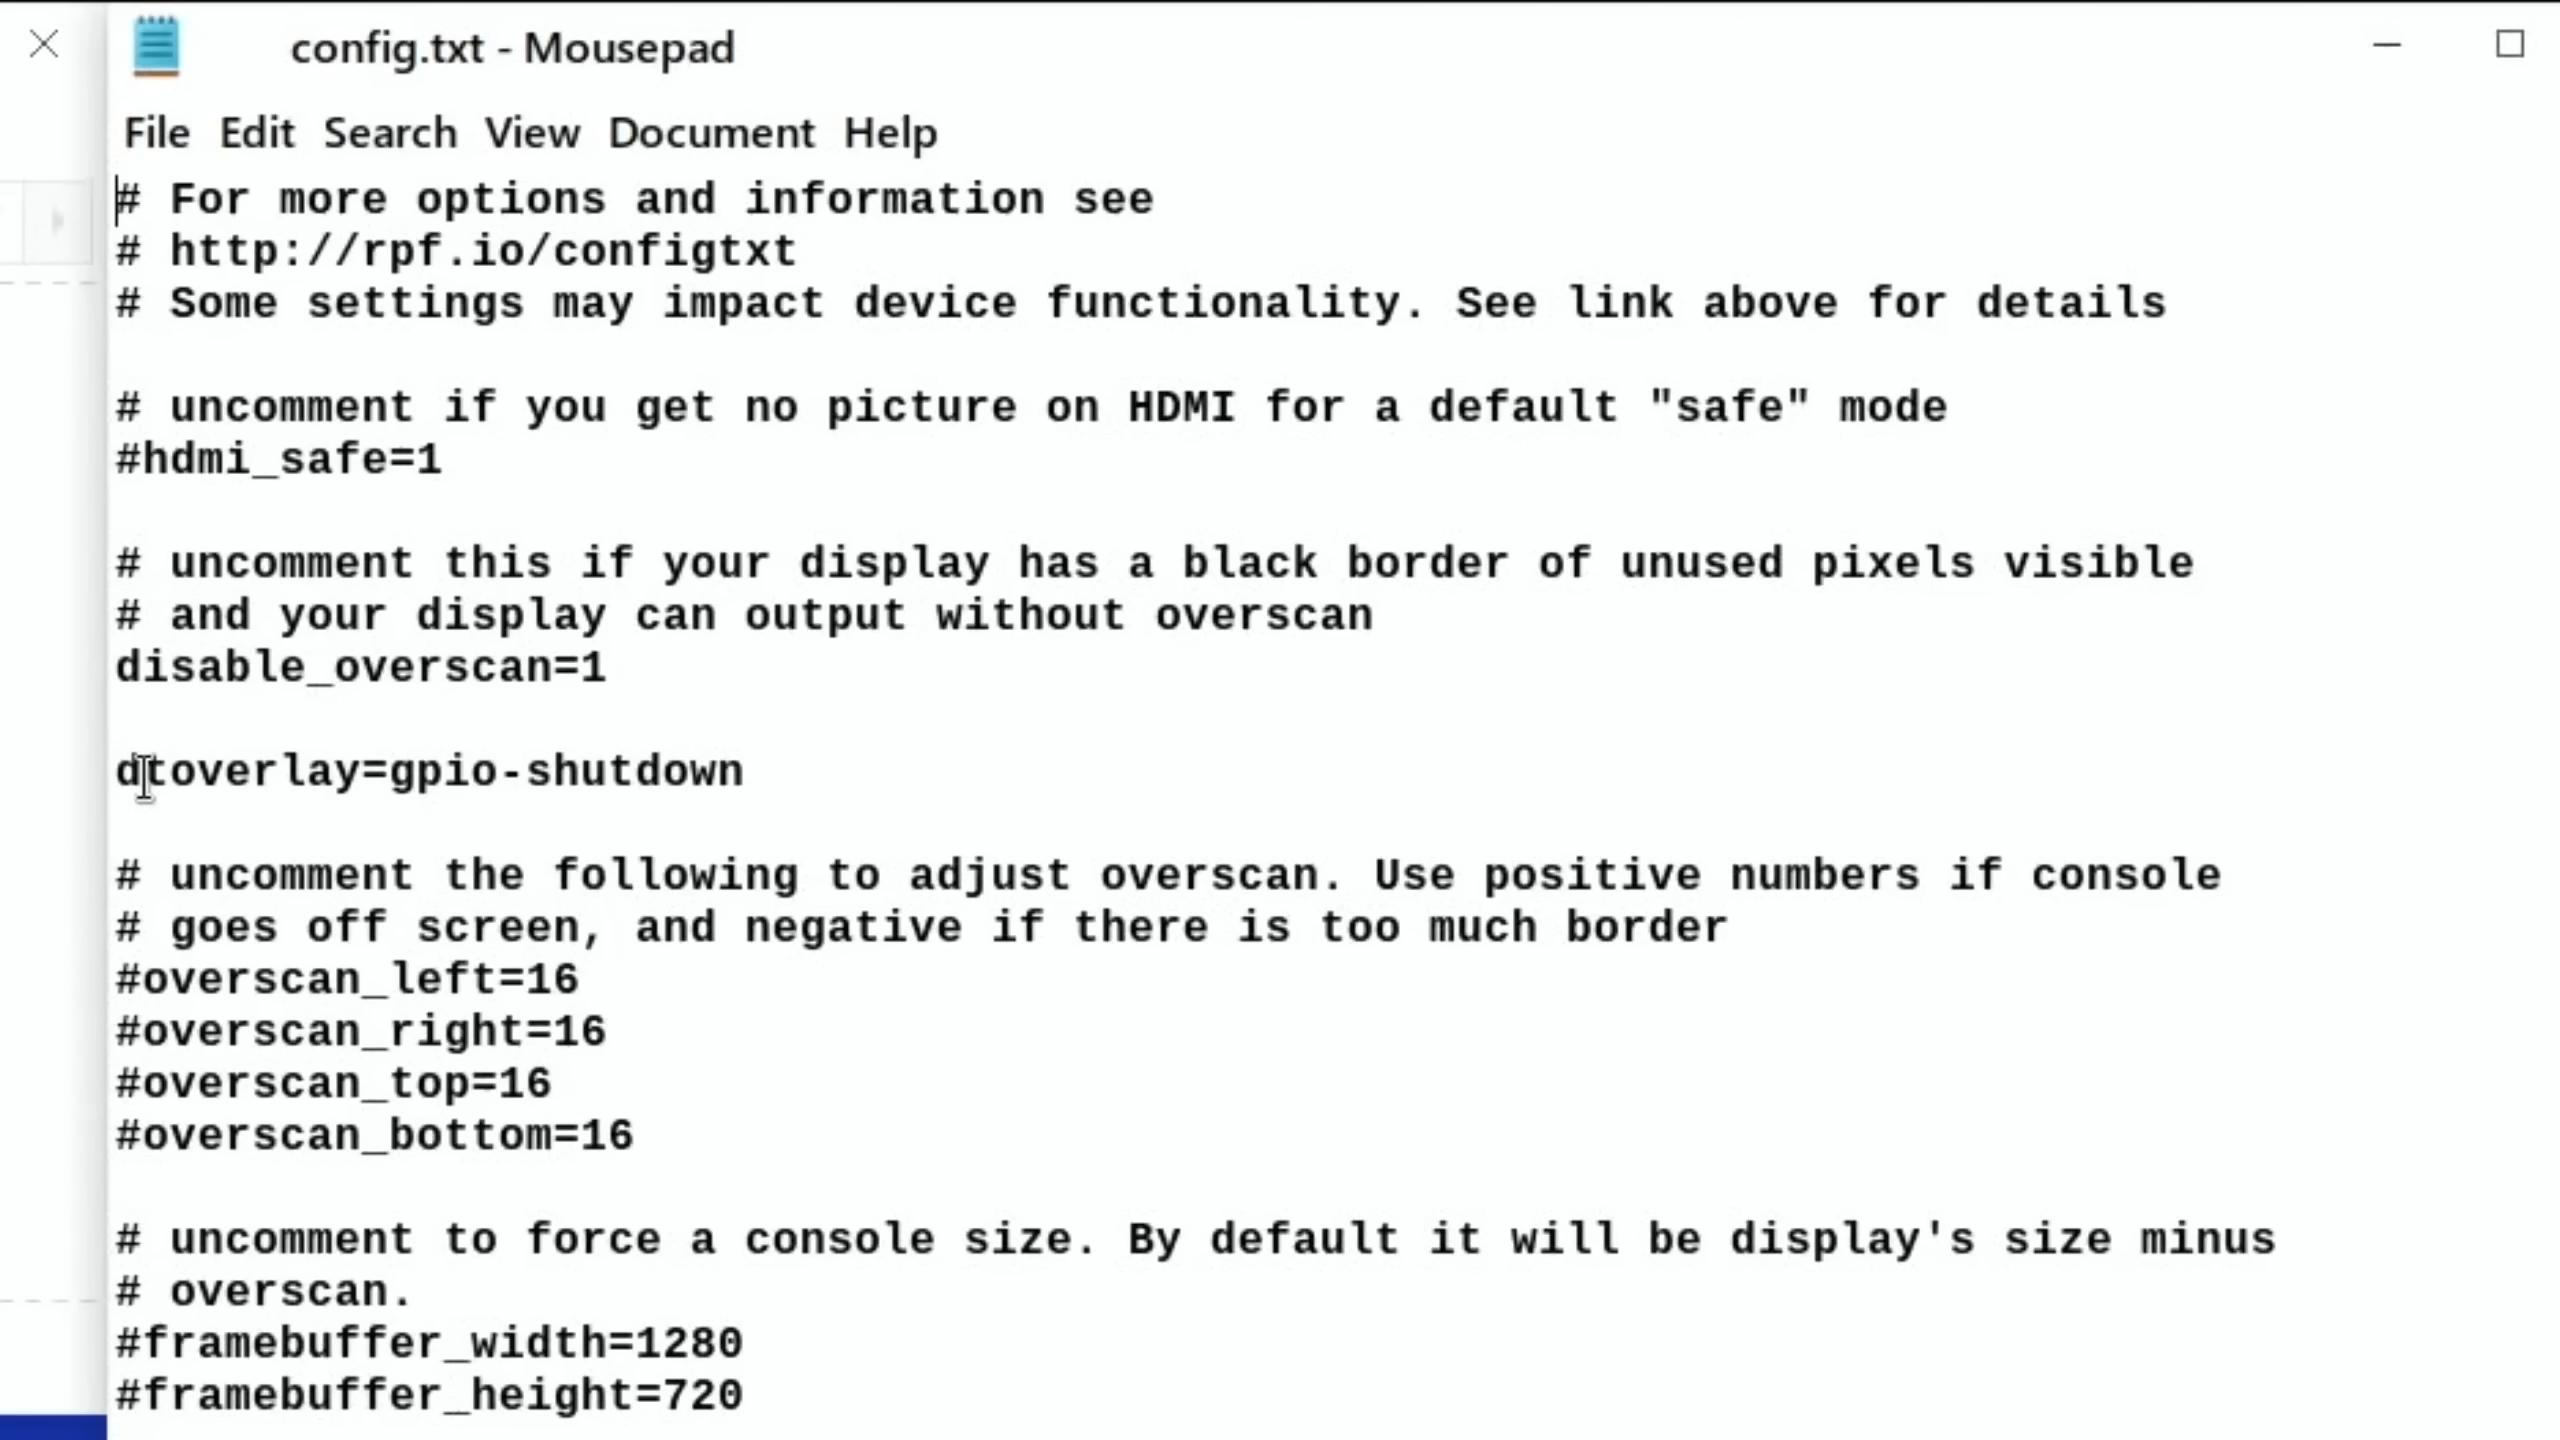 config.txt - Mousepad
File Edit Search View Document Help
# For more options and information see
# http://rpf.io/configtxt
# Some settings may impact device functionality. See link above for details
# uncomment if you get no picture on HDMI for a default "safe" mode
#hdmi_safe=1
# uncomment this if your display has a black border of unused pixels visible
# and your display can output without overscan
disable_overscan=1
dtoverlay=gpio-shutdown
# uncomment the following to adjust overscan. Use positive numbers if console
# goes off screen, and negative if there is too much border
#overscan_left=16
#overscan_right=16
#overscan_top=16
#overscan_bottom=16
# uncomment to force a console size. By default it will be display's size minus
# overscan.
#framebuffer_width=1280
#framebuffer_height=720